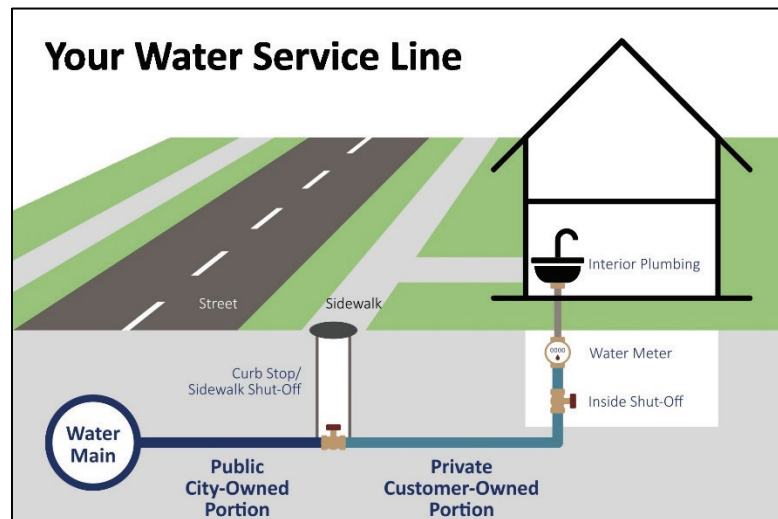 Your Water Service Line
Interior Plumbing
Street
Sidewalk
Water Meter
Curb Stop/
Sidewalk Shut-Off
Inside Shut-Off
Water
Main
Public
City-Owned
Portion
Private
Customer-Owned
Portion